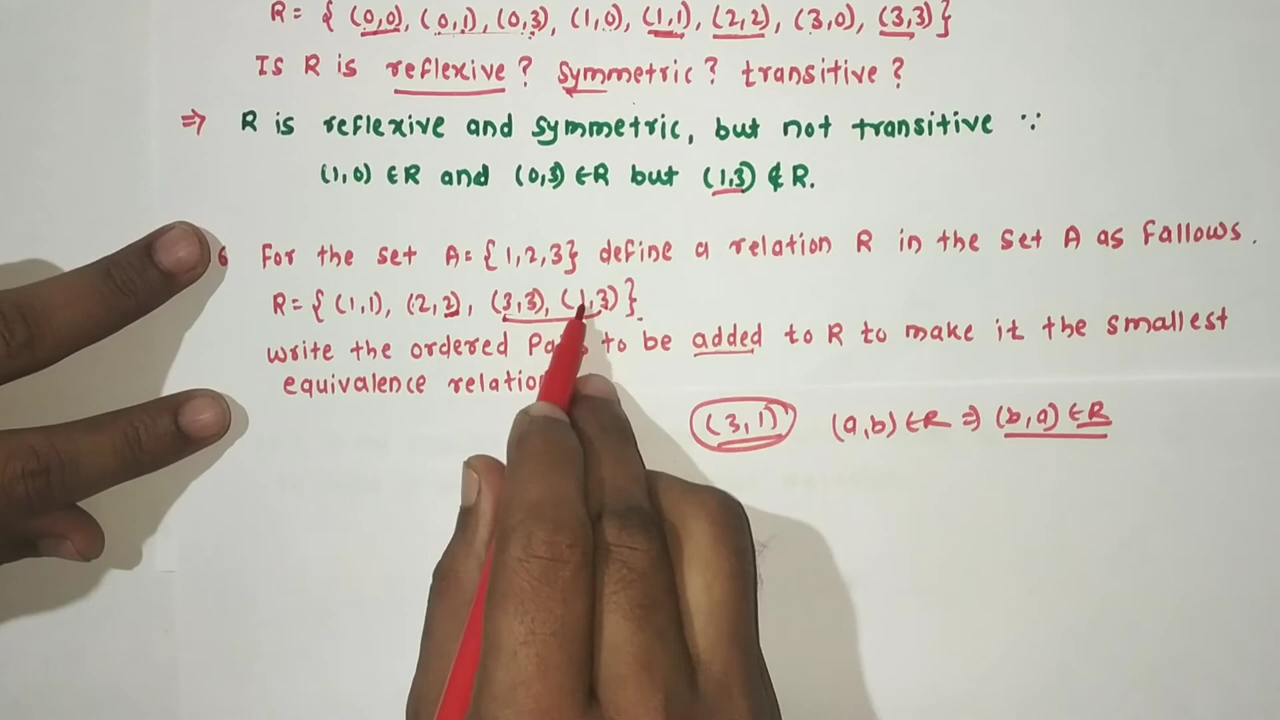 R = { (0,0), (0,1), (0,3), (1,0), (1,1), (2,2), (3,0), (3,3) }
Is R is reflexive ? symmetric ? transitive ?
⇒ R is reflexive and symmetric, but not transitive ∵
(1,0) ∈ R and (0,3) ∈ R but (1,3) ∉ R.
6 For the set A = {1,2,3} define a relation R in the set A as follows.
R = { (1,1), (2,2), (3,3), (1,3) }.
Write the ordered to be added to R to make it the smallest
equivalence
(3,1) (a,b) ∈ R ⇒ (b,a) ∈ R